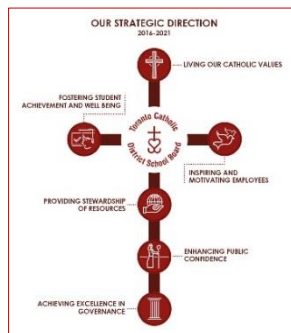 OUR STRATEGIC DIRECTION
2016-2021
LIVING OUR CATHOLIC VALUES
FOSTERING STUDENT
ACHIEVEMENT AND WELL BEING
Toronto Catholic
District School Board
INSPIRING AND
MOTIVATING EMPLOYEES
PROVIDING STEWARDSHIP
OF RESOURCES
ENHANCING PUBLIC
CONFIDENCE
ACHIEVING EXCELLENCE IN
GOVERNANCE